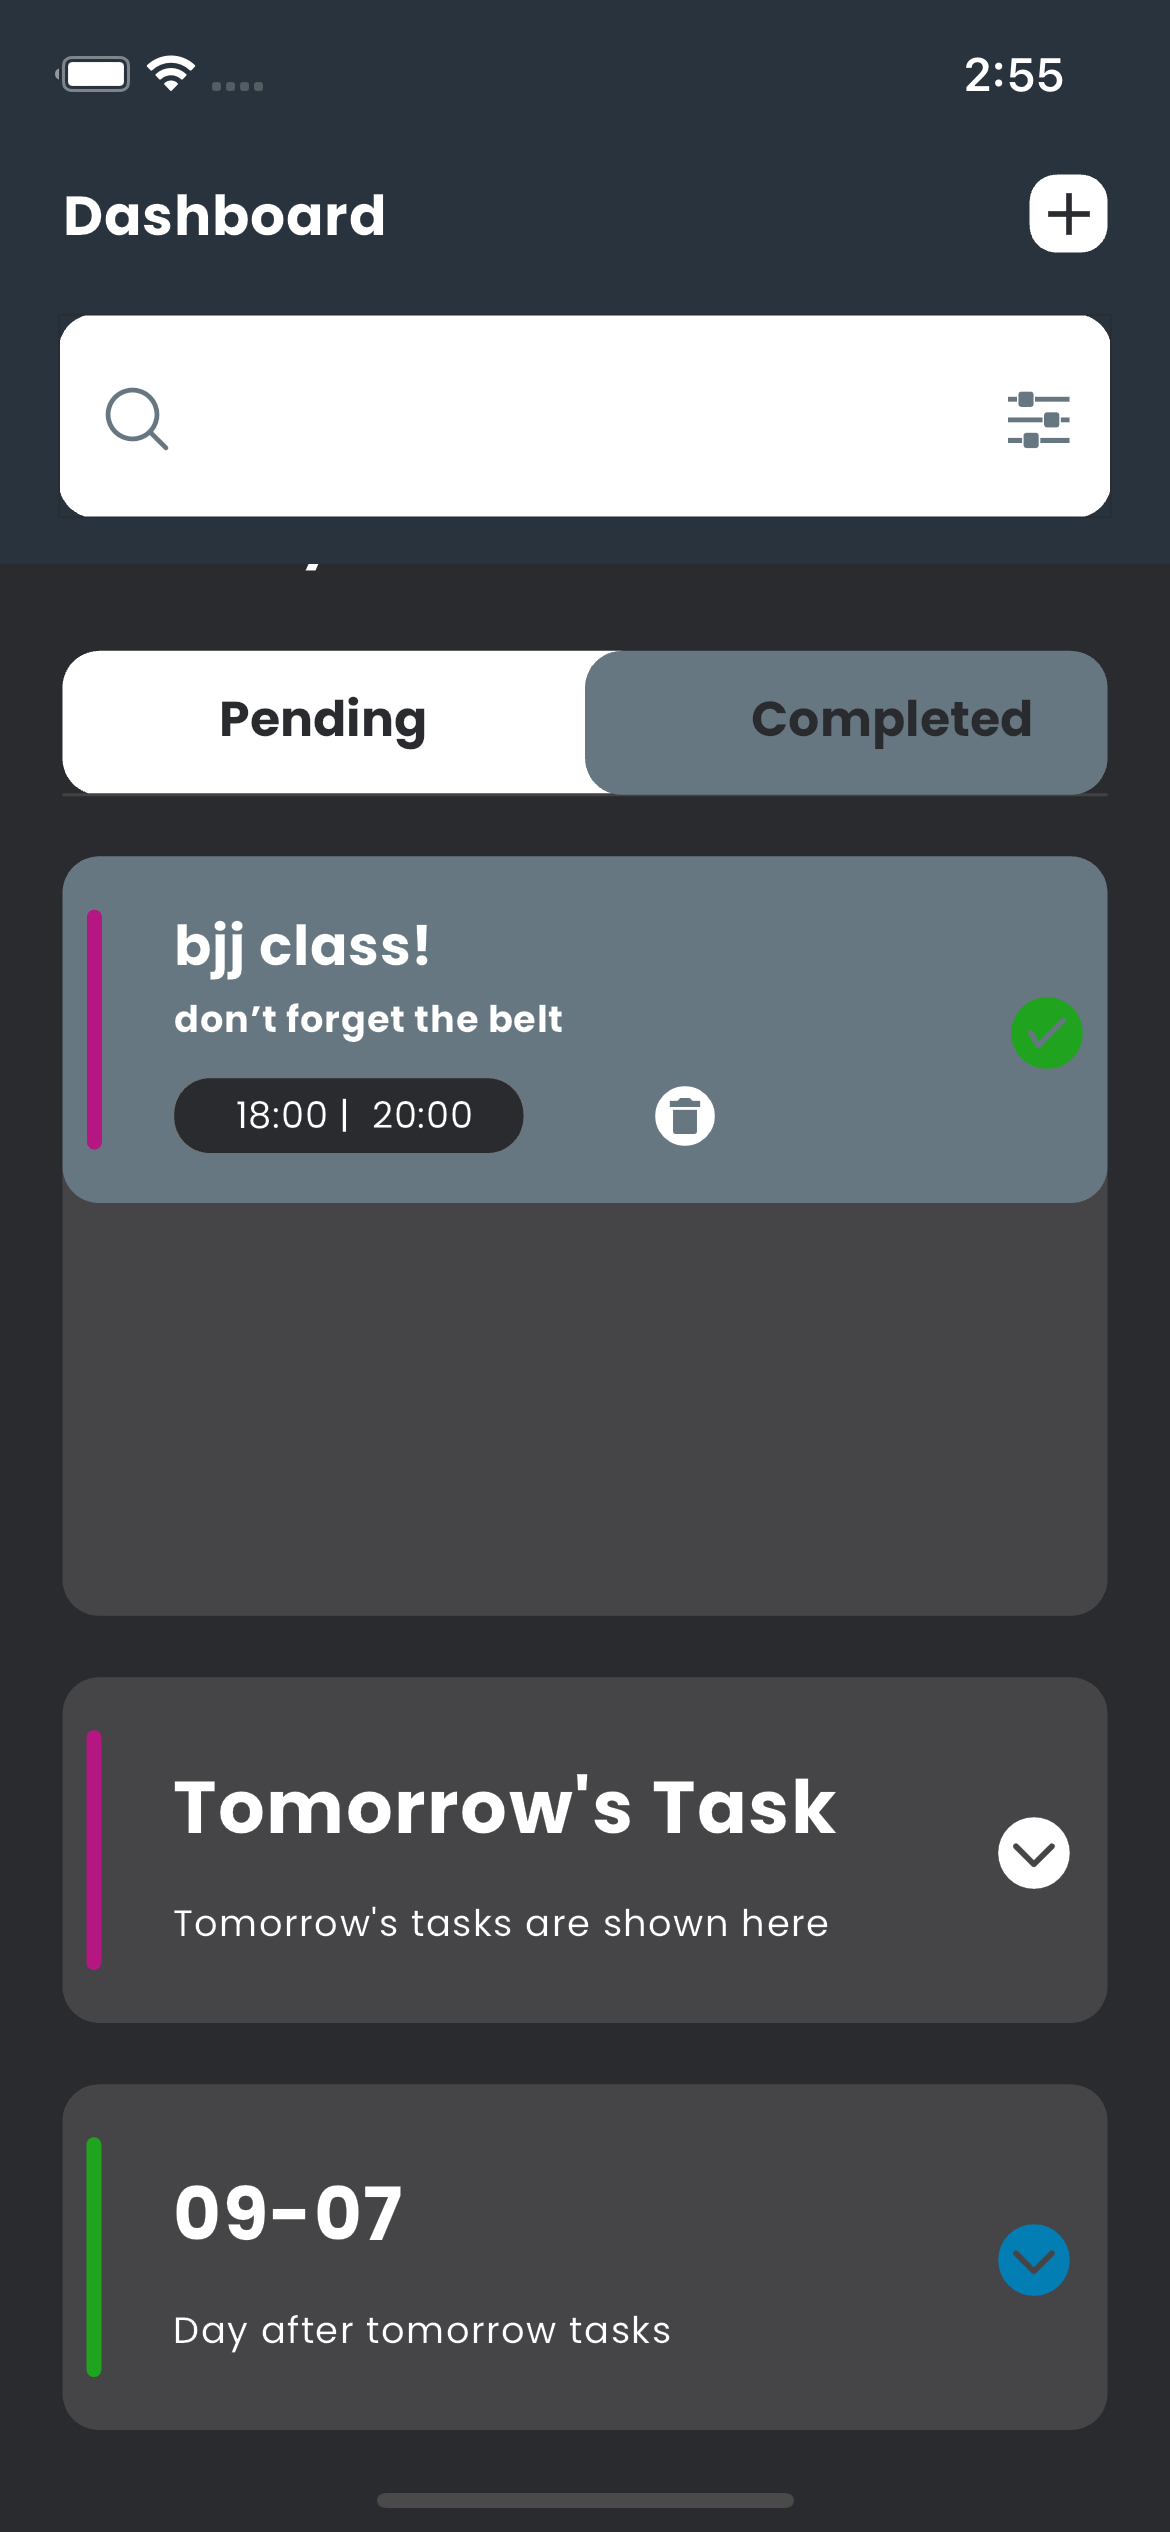 2:55
Dashboard
Pending
Completed
bjj class!
don’t forget the belt
18:00 | 20:00
Tomorrow's Task
Tomorrow's tasks are shown here
09-07
Day after tomorrow tasks